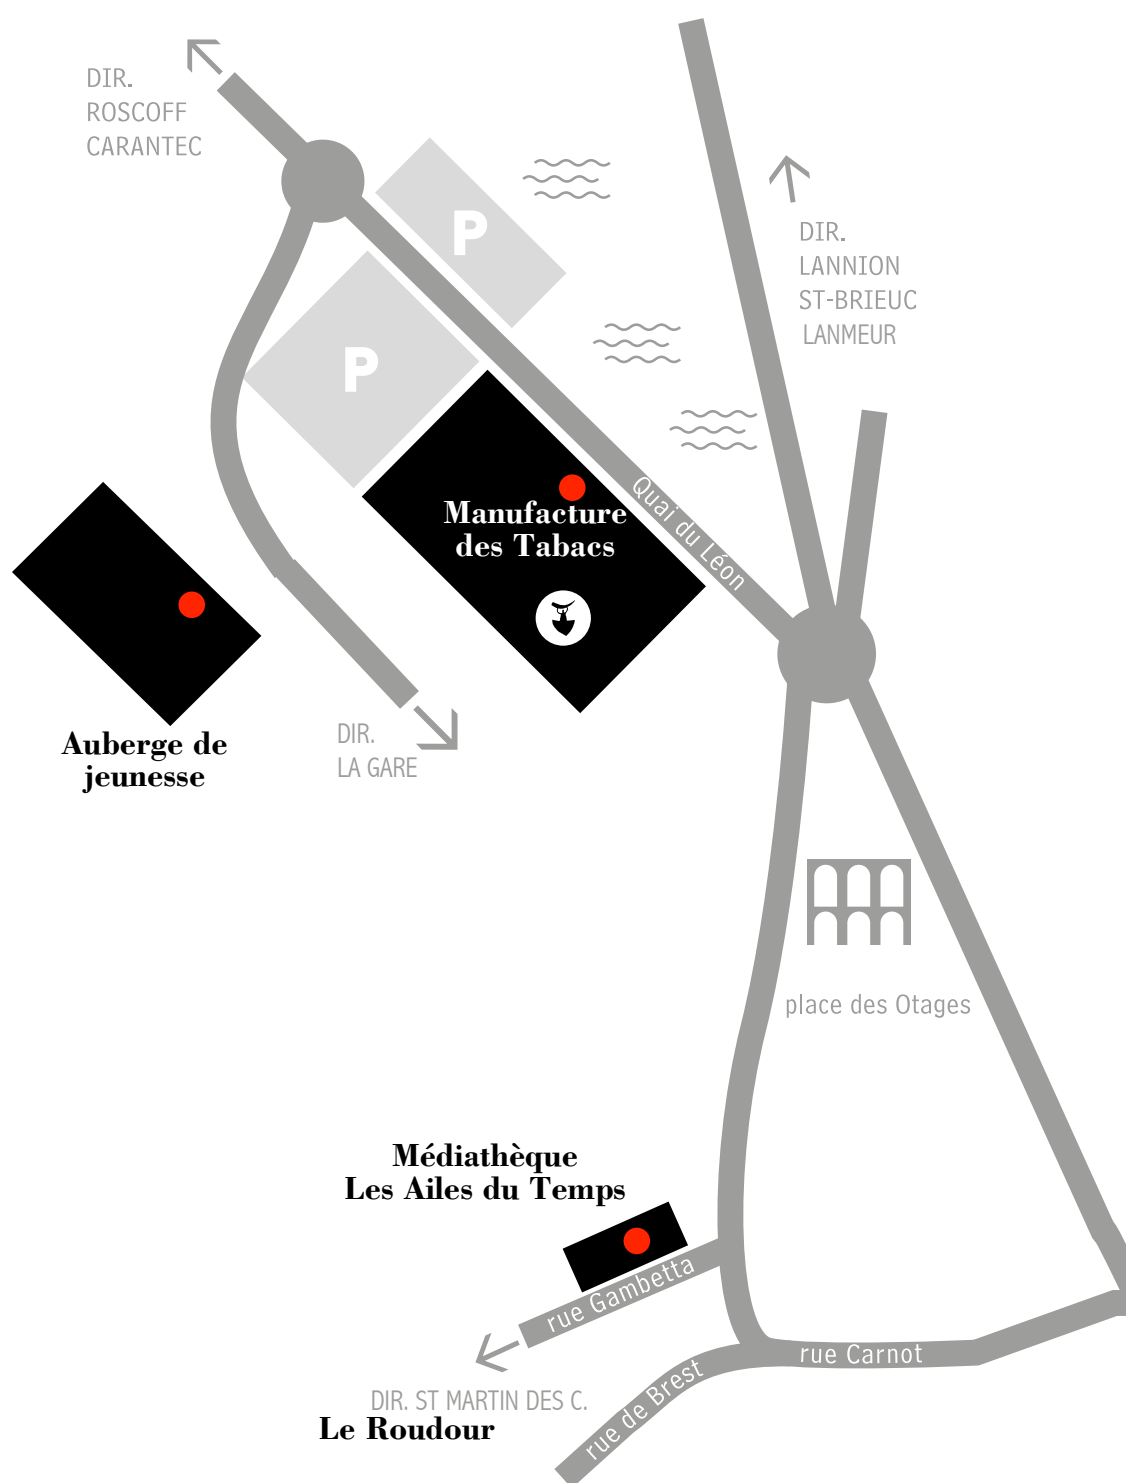 DIR.
ROSCOFF
CARANTEC
P
DIR.
LANNION
ST-BRIEUC
LANMEUR
P
Quai du Léon
Manufacture
des Tabacs
Auberge de
jeunesse
DIR.
LA GARE
place des Otages
Médiathèque
Les Ailes du Temps
rue Gambetta
rue Carnot
DIR. ST MARTIN DES C.
Le Roudour
rue de Brest